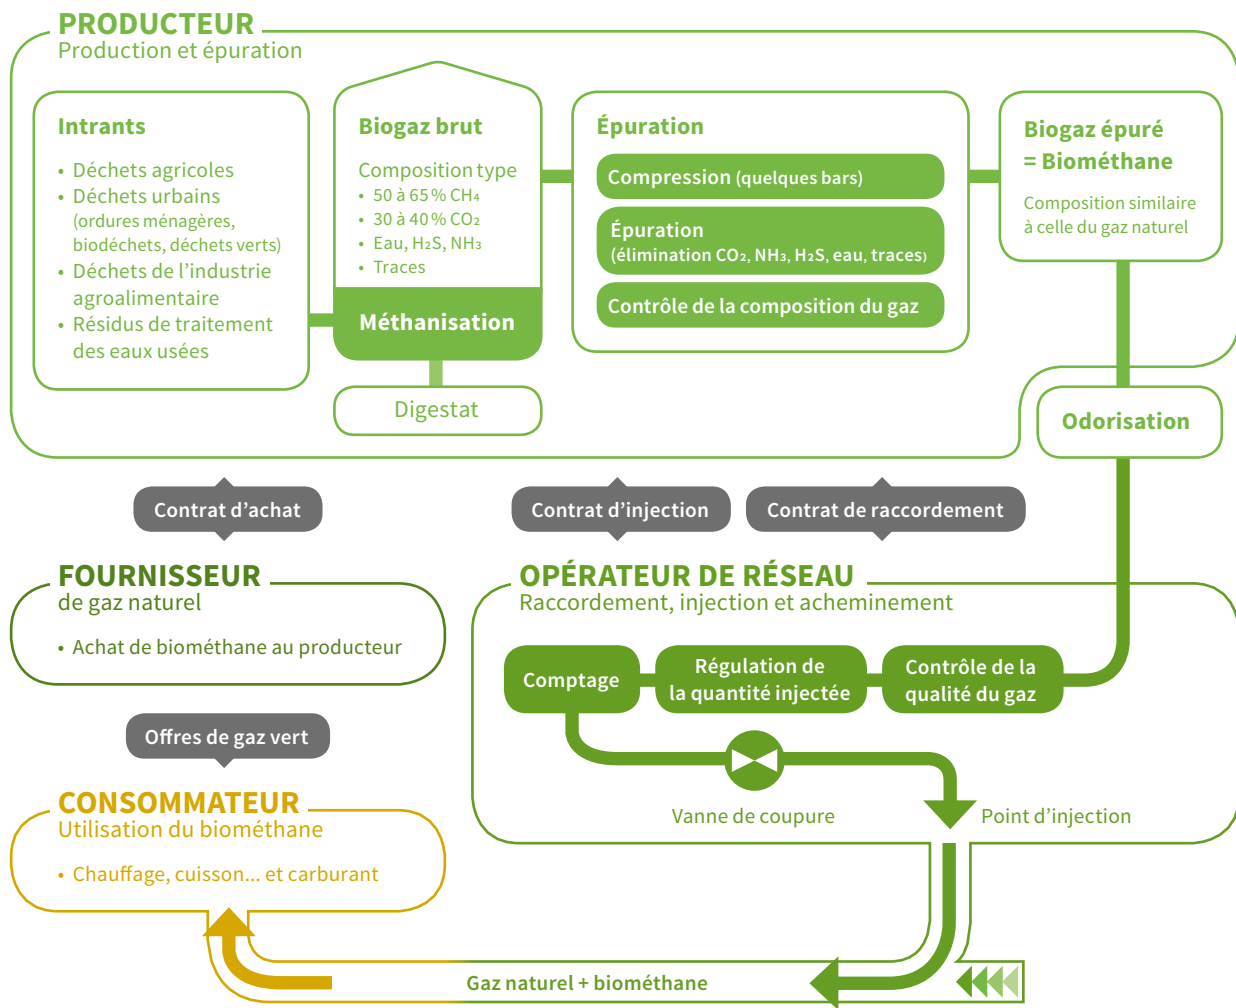 PRODUCTEUR
Production et épuration
Intrants
• Déchets agricoles
• Déchets urbains
(ordures ménagères,
biodéchets, déchets verts)
• Déchets de l’industrie
agroalimentaire
• Résidus de traitement
des eaux usées
Biogaz brut
Composition type
• 50 à 65 % CH₄
• 30 à 40 % CO₂
• Eau, H₂S, NH₃
• Traces
Méthanisation
Digestat
Épuration
Compression (quelques bars)
Épuration
(élimination CO₂, NH₃, H₂S, eau, traces)
Contrôle de la composition du gaz
Biogaz épuré
= Biométhane
Composition similaire
à celle du gaz naturel
Odorisation
Contrat d’achat
Contrat d’injection
Contrat de raccordement
FOURNISSEUR
de gaz naturel
• Achat de biométhane au producteur
OPÉRATEUR DE RÉSEAU
Raccordement, injection et acheminement
Comptage
Régulation de
la quantité injectée
Contrôle de la
qualité du gaz
Vanne de coupure
Point d’injection
Offres de gaz vert
CONSOMMATEUR
Utilisation du biométhane
• Chauffage, cuisson... et carburant
Gaz naturel + biométhane